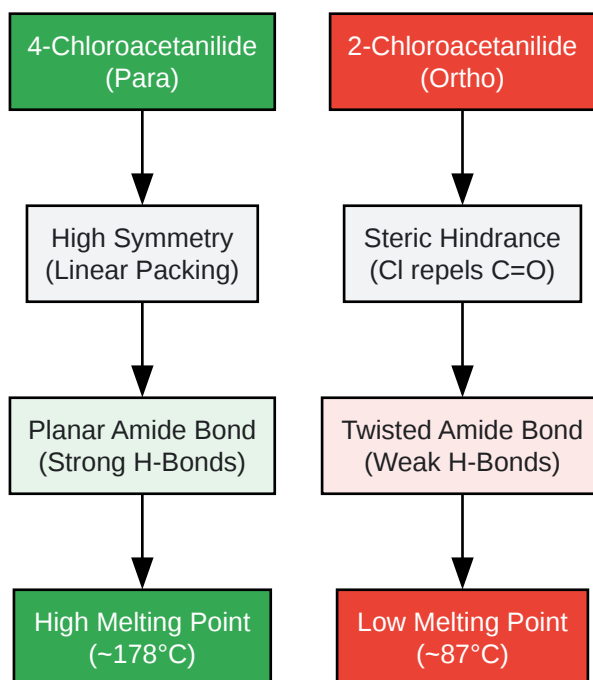 4-Chloroacetanilide
(Para)
High Symmetry
(Linear Packing)
Planar Amide Bond
(Strong H-Bonds)
High Melting Point
(~178°C)
2-Chloroacetanilide
(Ortho)
Steric Hindrance
(Cl repels C=O)
Twisted Amide Bond
(Weak H-Bonds)
Low Melting Point
(~87°C)